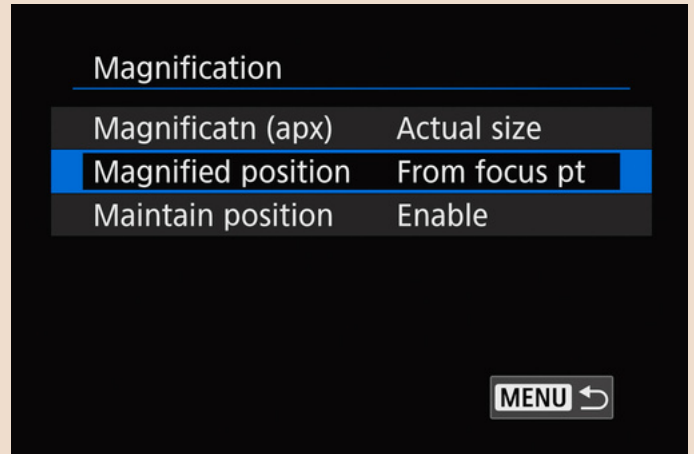 Magnification
Magnificatn (apx) Actual size
Magnified position From focus pt
Maintain position Enable
MENU